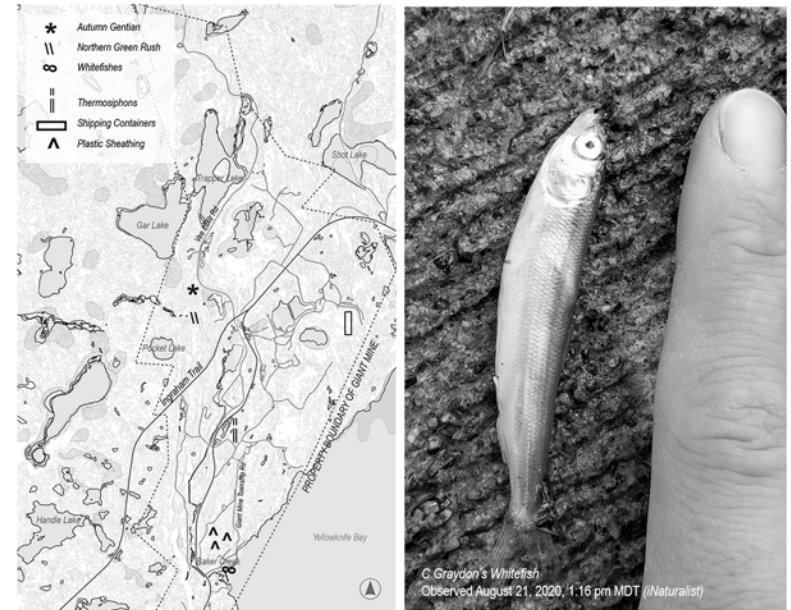 Autumn Gentian
Northern Green Rush
Whitefishes
Thermosiphons
Shipping Containers
Plastic Sheathing
Shot Lake
Trapper Lake
Gar Lake
Pocket Lake
Ingraham Trail
PROPERTY BOUNDARY OF GIANT MINE
Giant Mine Townsite Rd
Handle Lake
Baker Creek
Yellowknife Bay
C Graydon's Whitefish
Observed August 21, 2020, 1:16 pm MDT (iNaturalist)